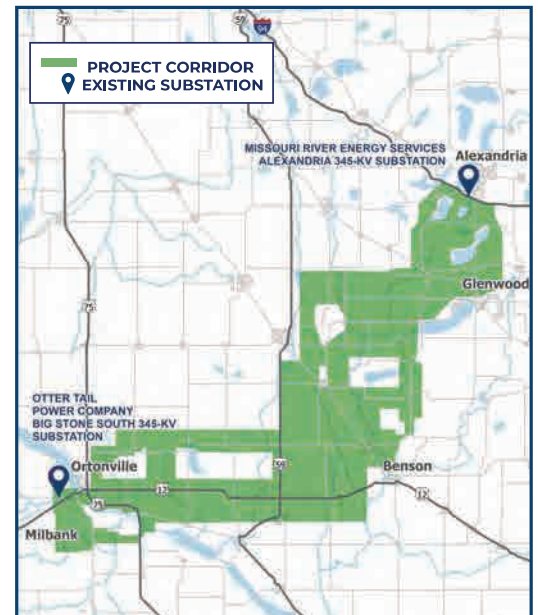 75
59
94
PROJECT CORRIDOR
EXISTING SUBSTATION
MISSOURI RIVER ENERGY SERVICES
ALEXANDRIA 345-KV SUBSTATION
Alexandria
Glenwood
75
OTTER TAIL
POWER COMPANY
BIG STONE SOUTH 345-KV
SUBSTATION
Ortonville
59
Benson
12
12
75
Milbank